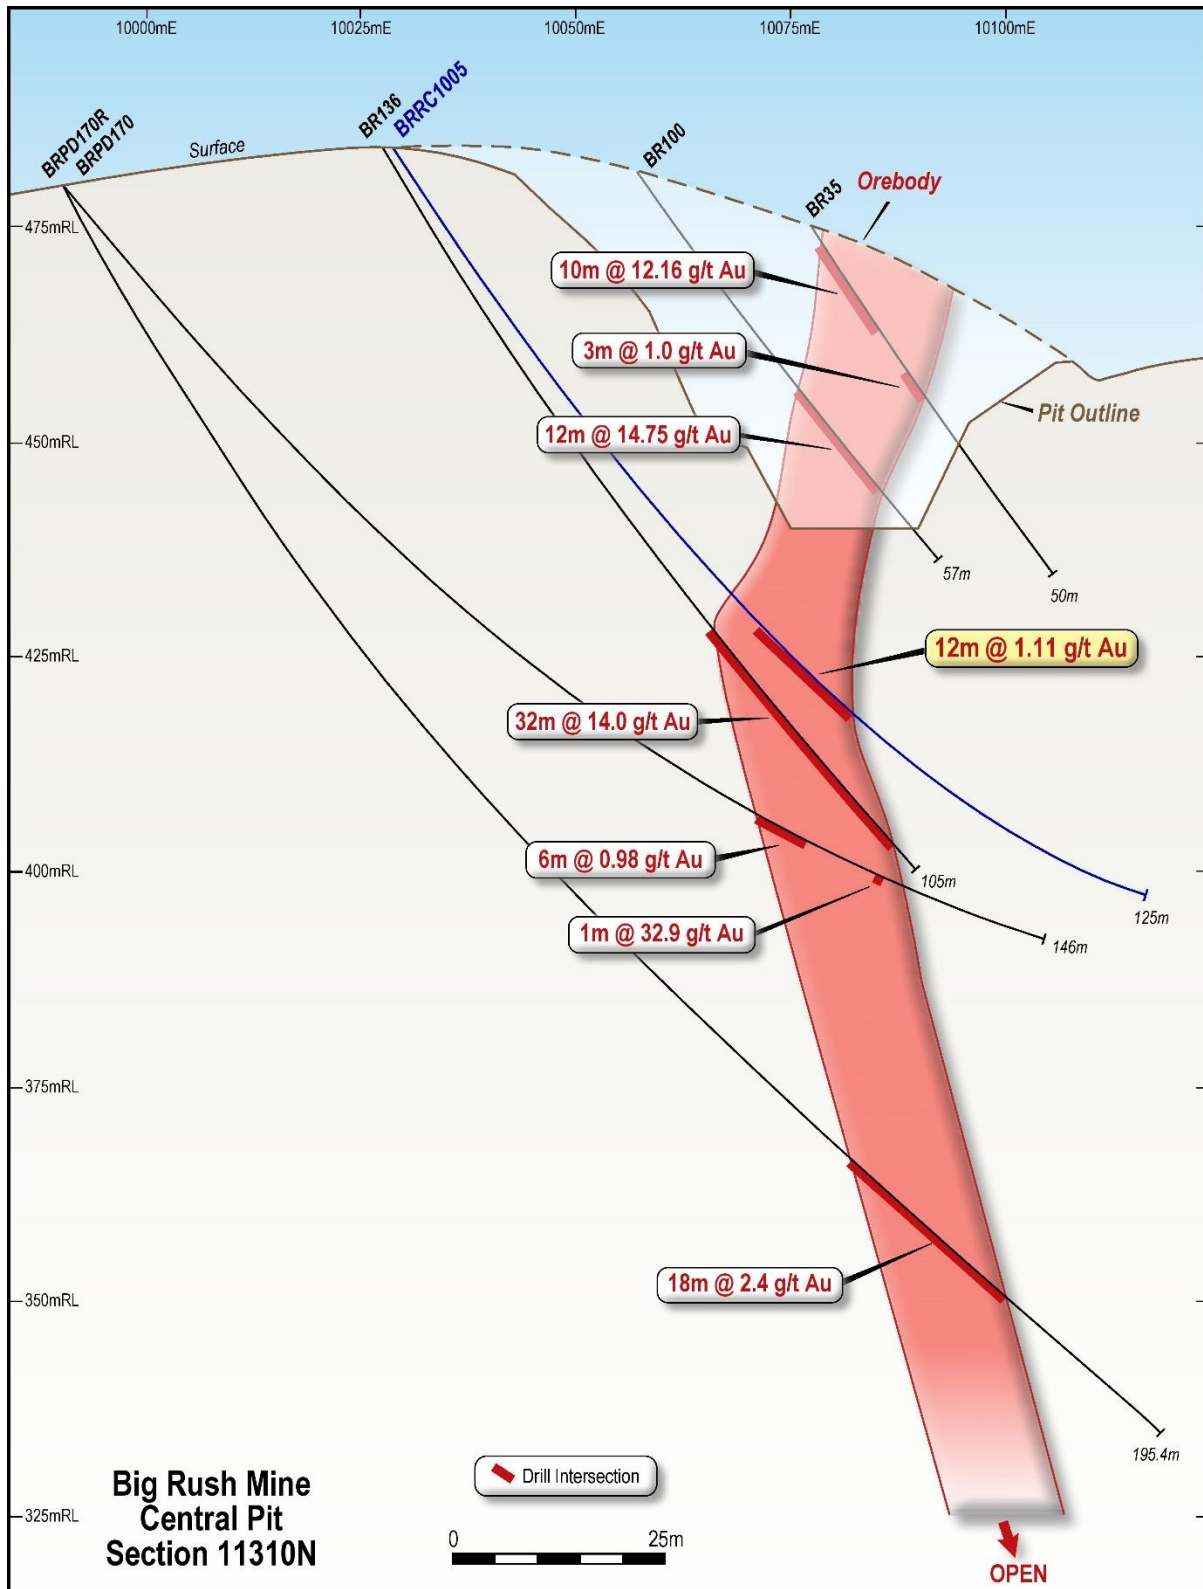 10000mE
10025mE
10050mE
10075mE
10100mE
BRPD170R
BRPD170
BR136
BRRC1005
BR100
BR35
Surface
Orebody
475mRL
10m @ 12.16 g/t Au
3m @ 1.0 g/t Au
Pit Outline
450mRL
12m @ 14.75 g/t Au
57m
50m
425mRL
12m @ 1.11 g/t Au
32m @ 14.0 g/t Au
6m @ 0.98 g/t Au
400mRL
105m
125m
1m @ 32.9 g/t Au
146m
375mRL
18m @ 2.4 g/t Au
350mRL
195.4m
Big Rush Mine
Central Pit
Section 11310N
Drill Intersection
325mRL
0
25m
OPEN